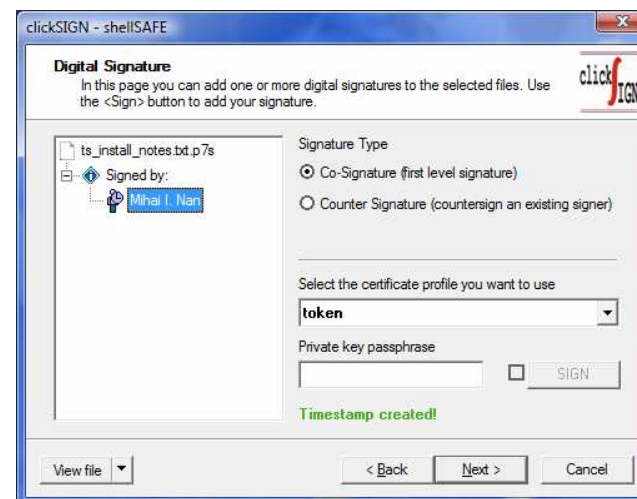 clickSIGN - shellSAFE
Digital Signature
In this page you can add one or more digital signatures to the selected files. Use
the <Sign> button to add your signature.
click
SIGN
ts_install_notes.txt.p7s
Signed by:
Mihai I. Nan
Signature Type
Co-Signature (first level signature)
Counter Signature (countersign an existing signer)
Select the certificate profile you want to use
token
Private key passphrase
SIGN
Timestamp created!
View file
< Back
Next >
Cancel